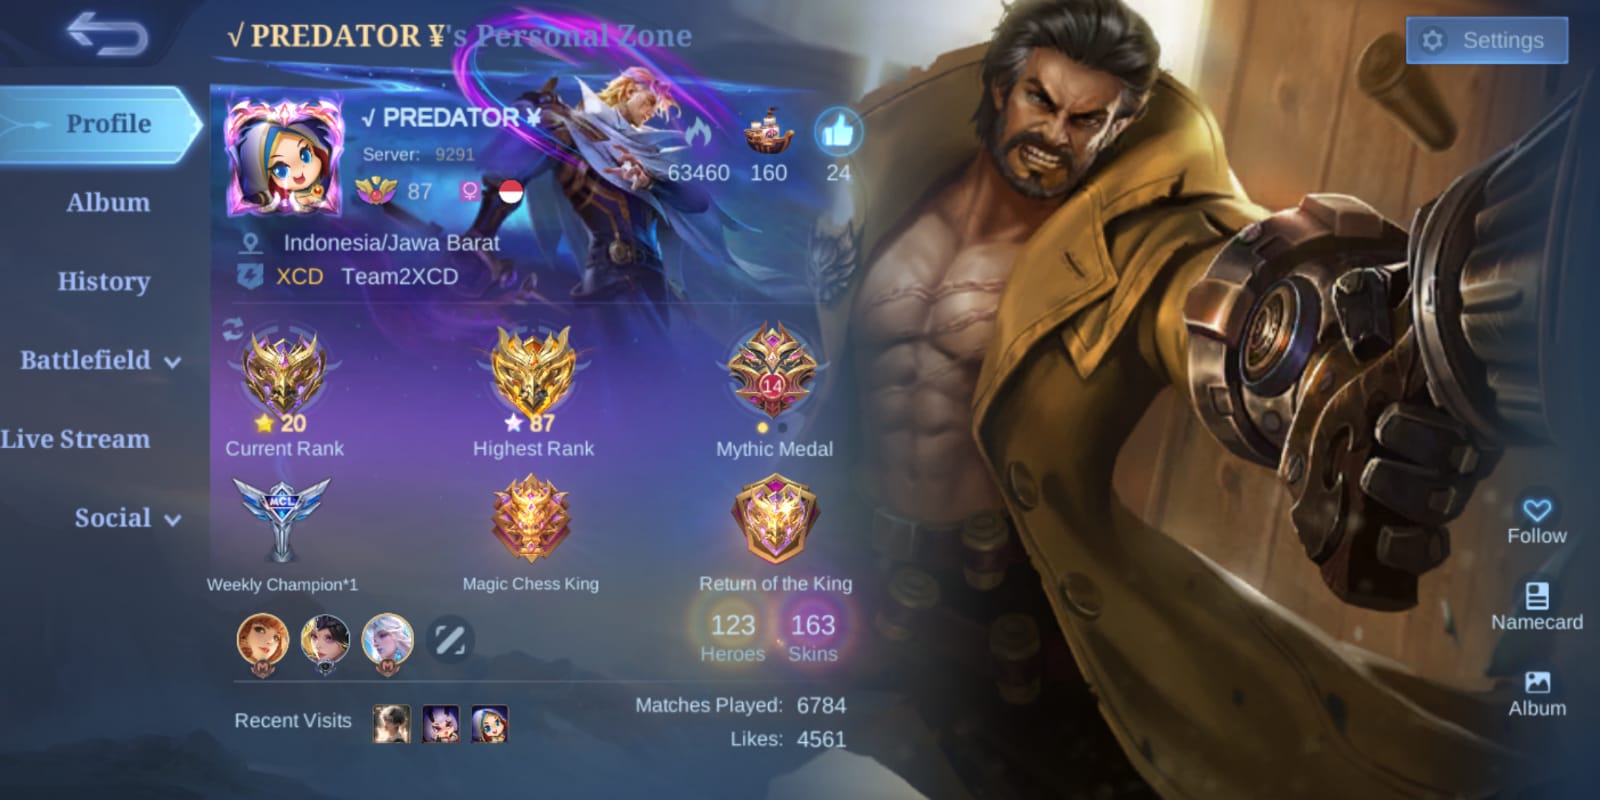 √ PREDATOR ¥'s Personal Zone
Settings
Profile
Album
History
Battlefield
Live Stream
Social
√ PREDATOR ¥
Server: 9291
87
63460
160
24
Indonesia/Jawa Barat
XCD Team2XCD
20
Current Rank
87
Highest Rank
14
Mythic Medal
MCL
Weekly Champion*1
Magic Chess King
Return of the King
M
M
123
Heroes
163
Skins
Recent Visits
Matches Played: 6784
Likes: 4561
Follow
Namecard
Album